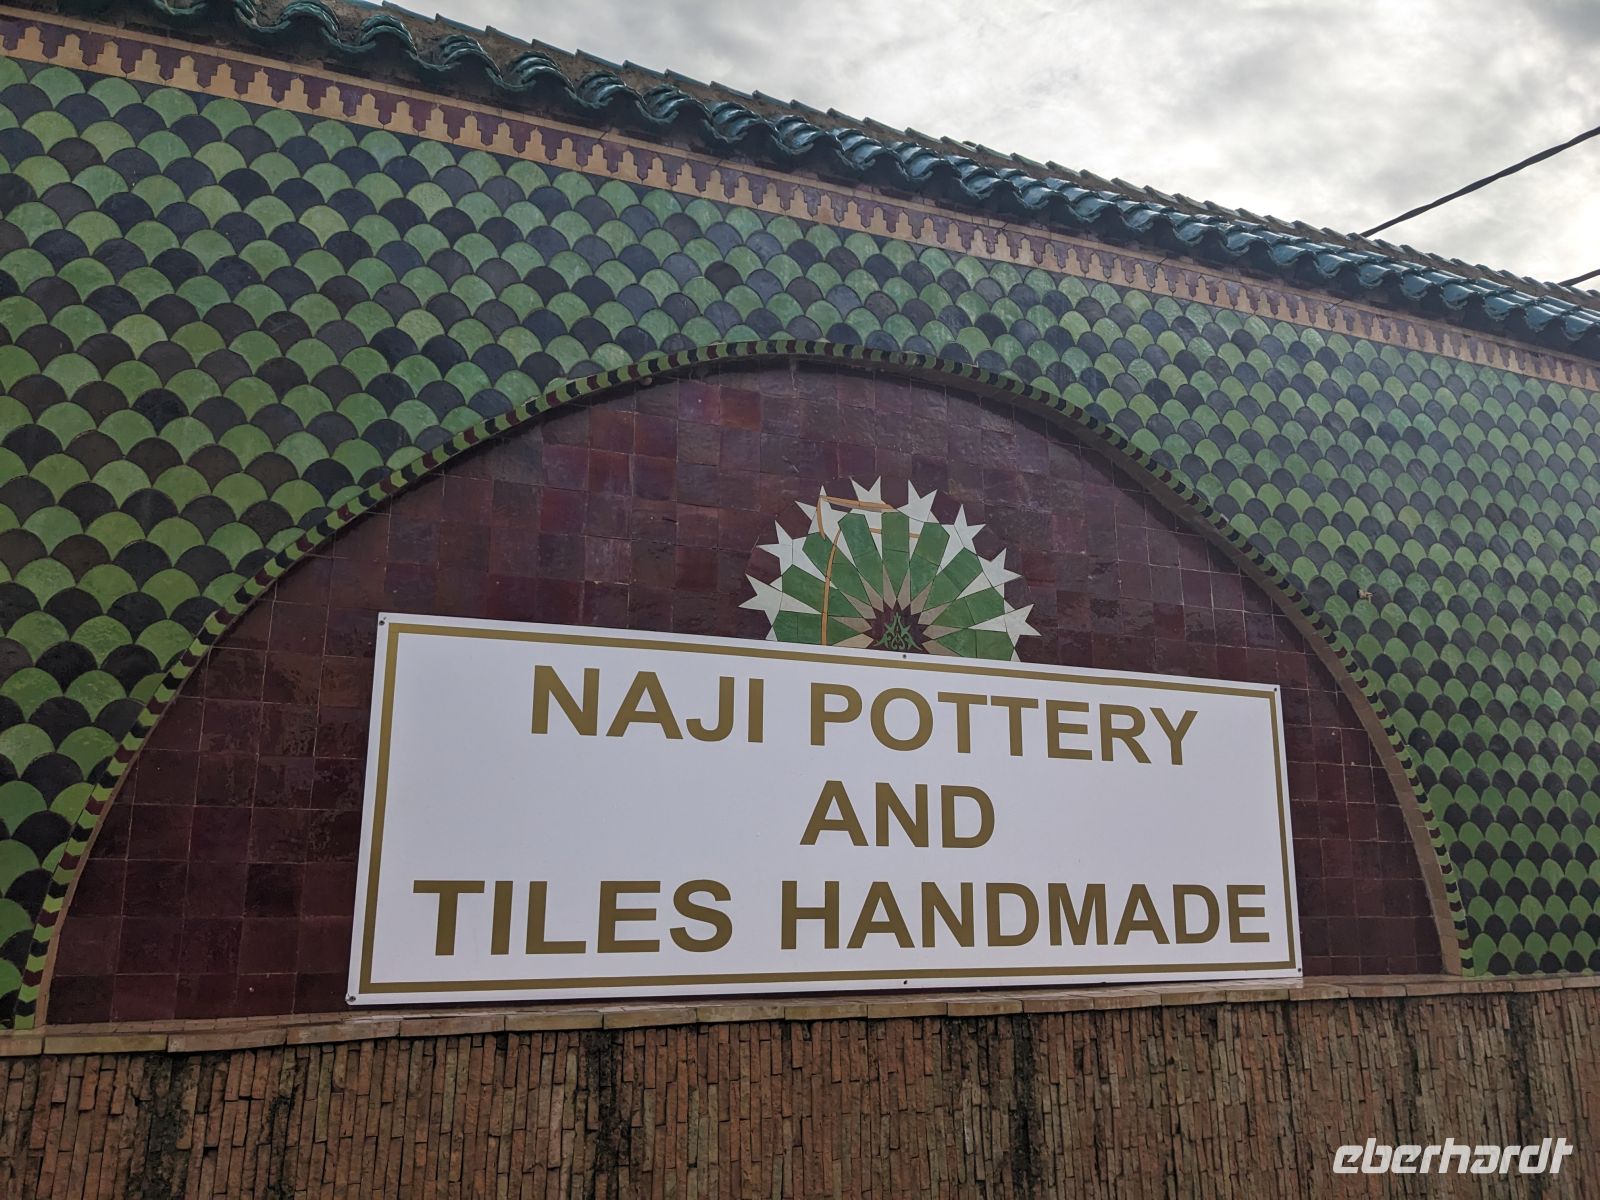 NAJI POTTERY
AND
TILES HANDMADE
eberhardt